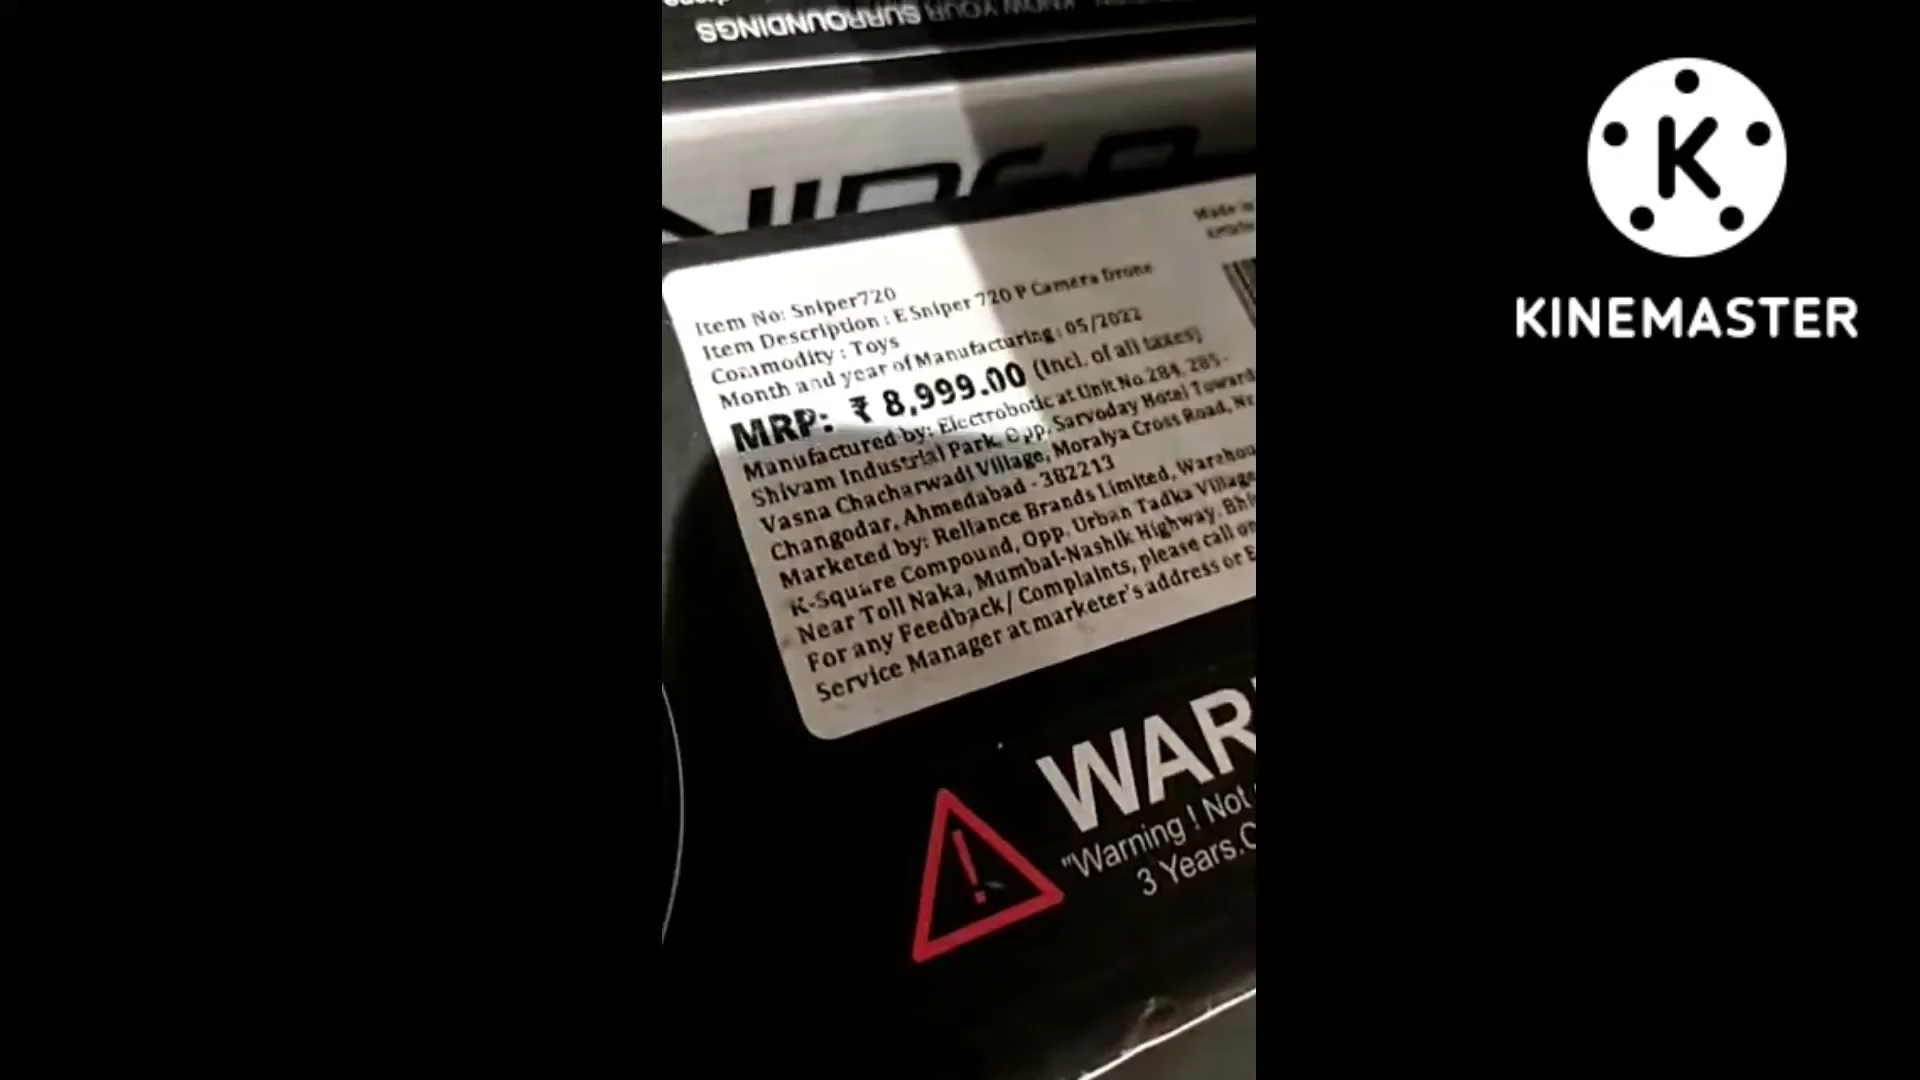 KNOW YOUR SURROUNDINGS
Item No: Sniper720
Item Description : E Sniper 720 P Camera Drone
Commodity : Toys
Month and year of Manufacturing : 05/2022
MRP: ₹ 8,999.00 (Incl. of all taxes)
Manufactured by: Electrobotic at Unit No.284, 285 -
Shivam Industrial Park, Opp. Sarvoday Hotel Toward
Vasna Chacharwadi Village, Moraiya Cross Road, Nr.
Changodar, Ahmedabad - 382213
Marketed by: Reliance Brands Limited, Warehou
K-Square Compound, Opp. Urban Tadka Village
Near Toll Naka, Mumbai-Nashik Highway, Bhi
For any Feedback/ Complaints, please call on
Service Manager at marketer's address or E
Made in
WAR
"Warning ! Not
3 Years.C
K
KINEMASTER